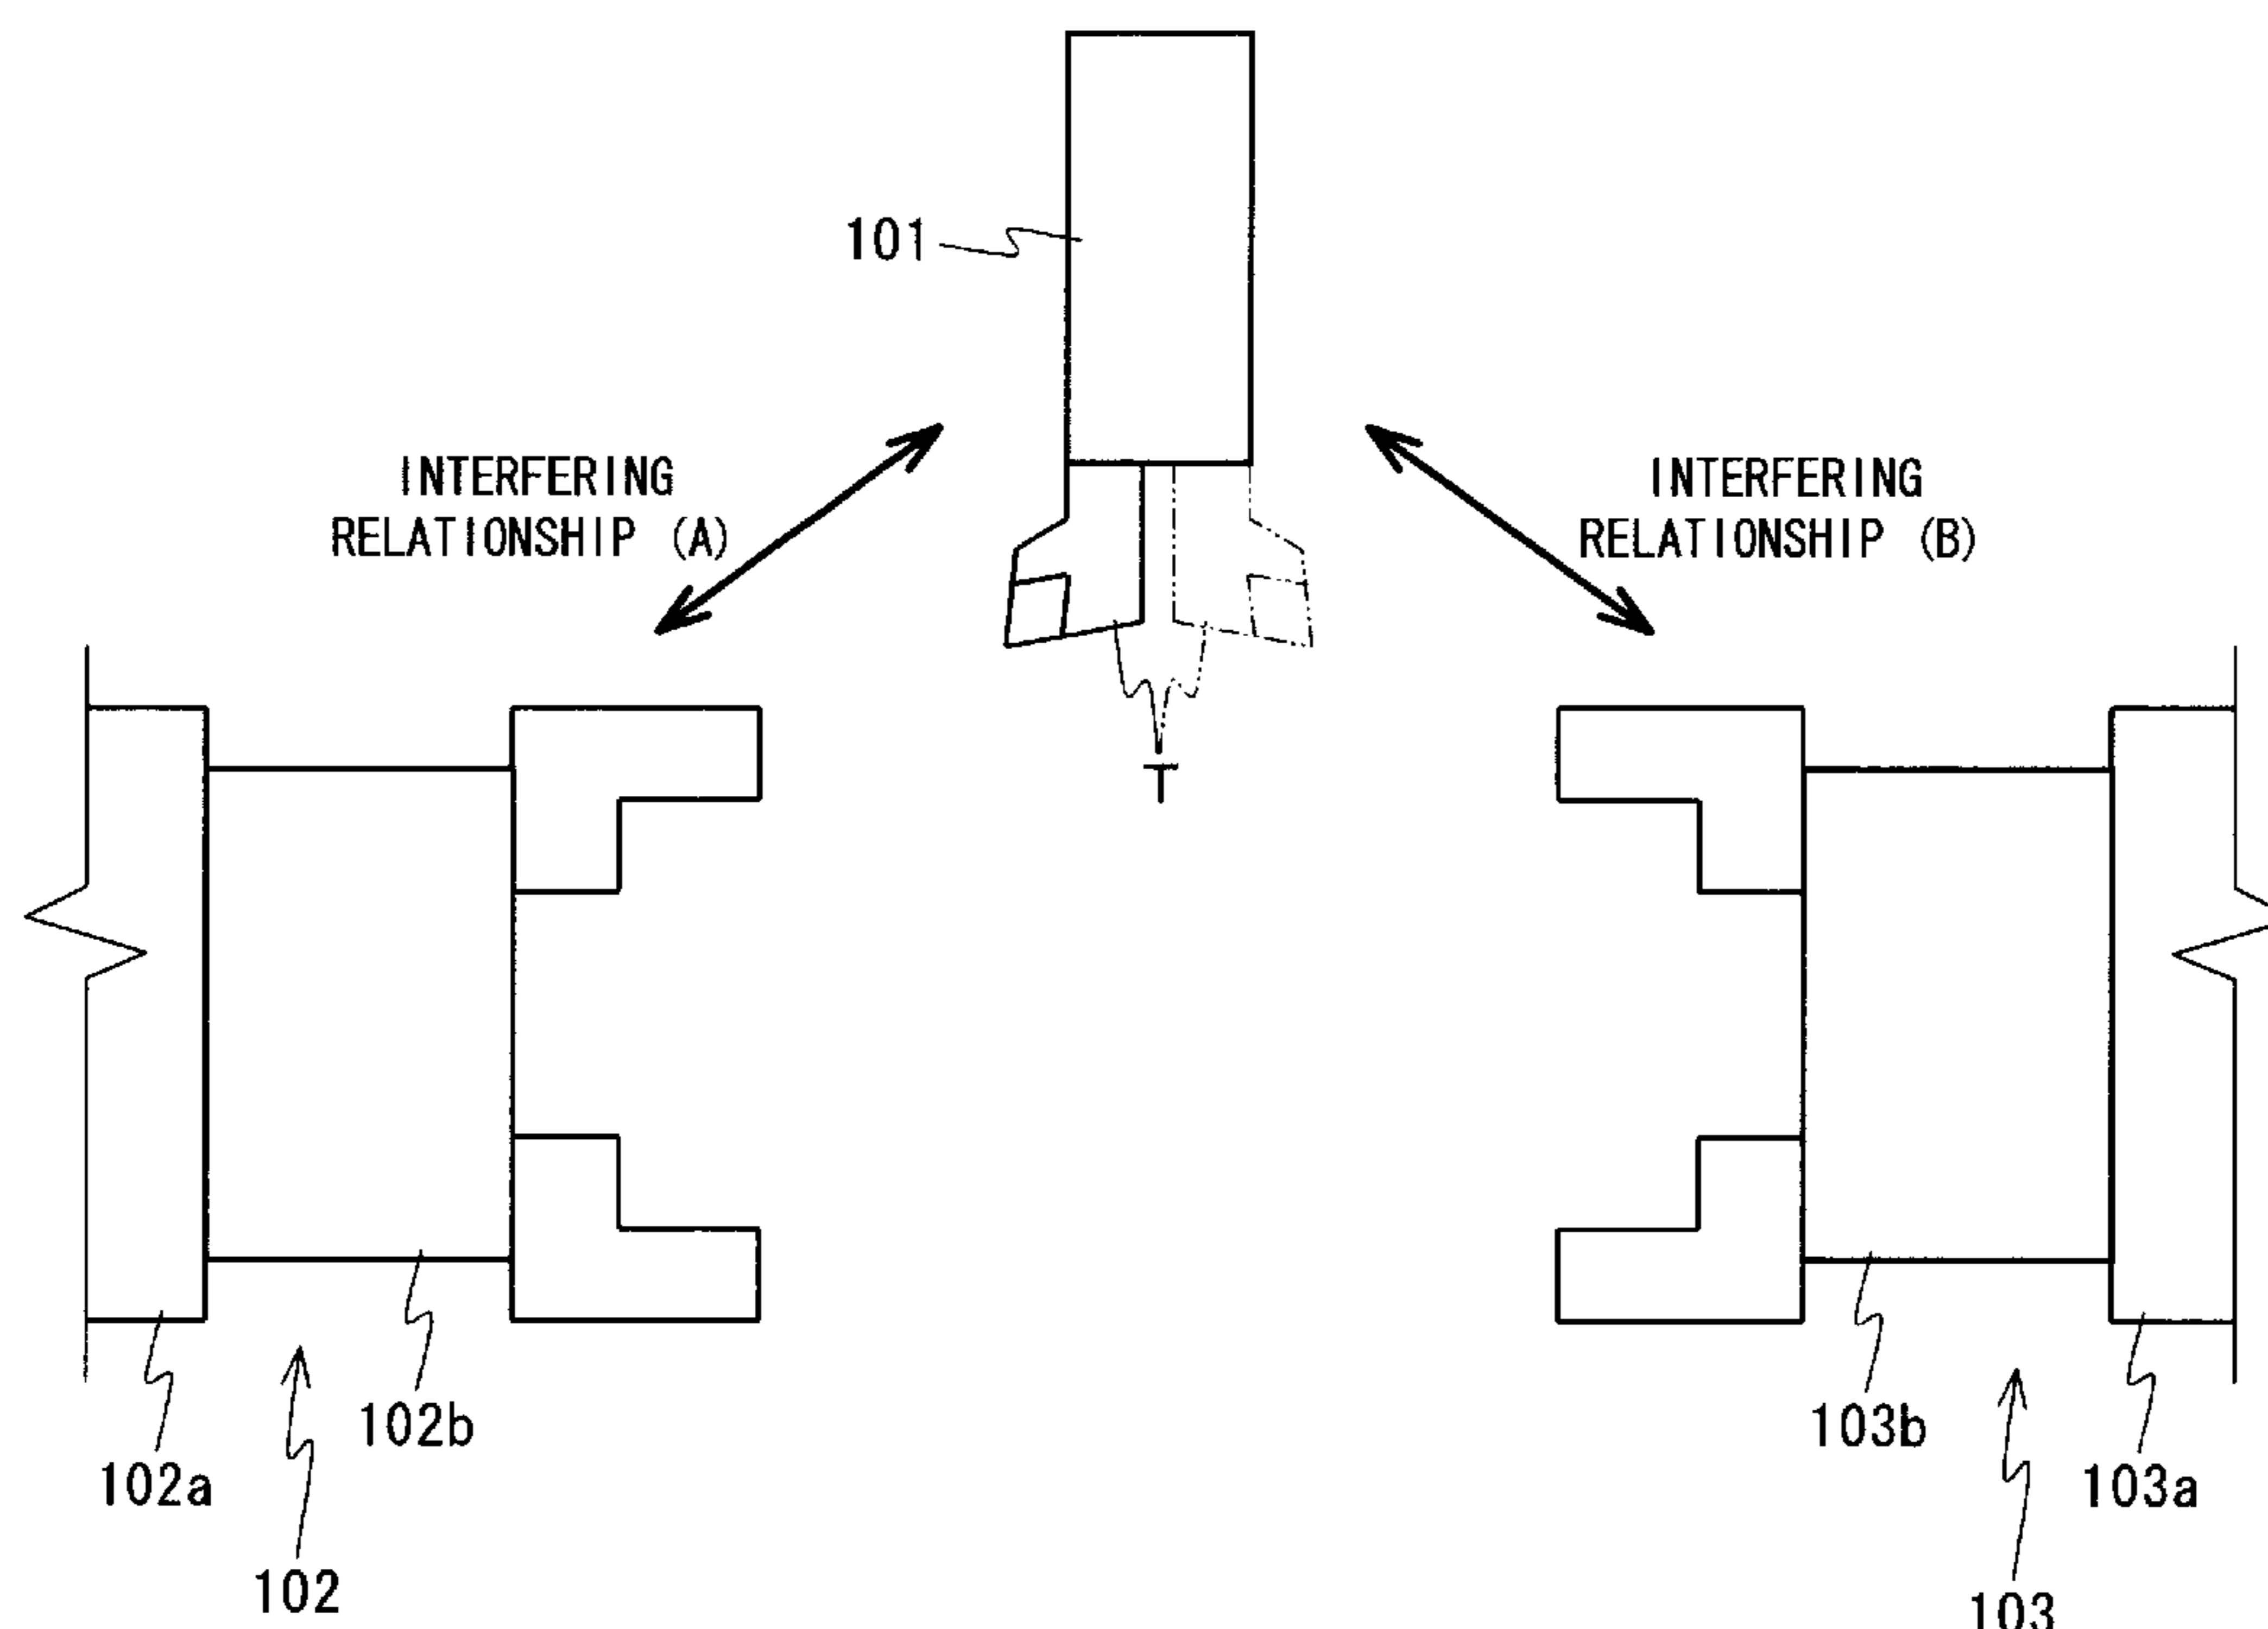 101
INTERFERING
RELATIONSHIP (A)
INTERFERING
RELATIONSHIP (B)
T
102b
103b
102a
103a
102
103